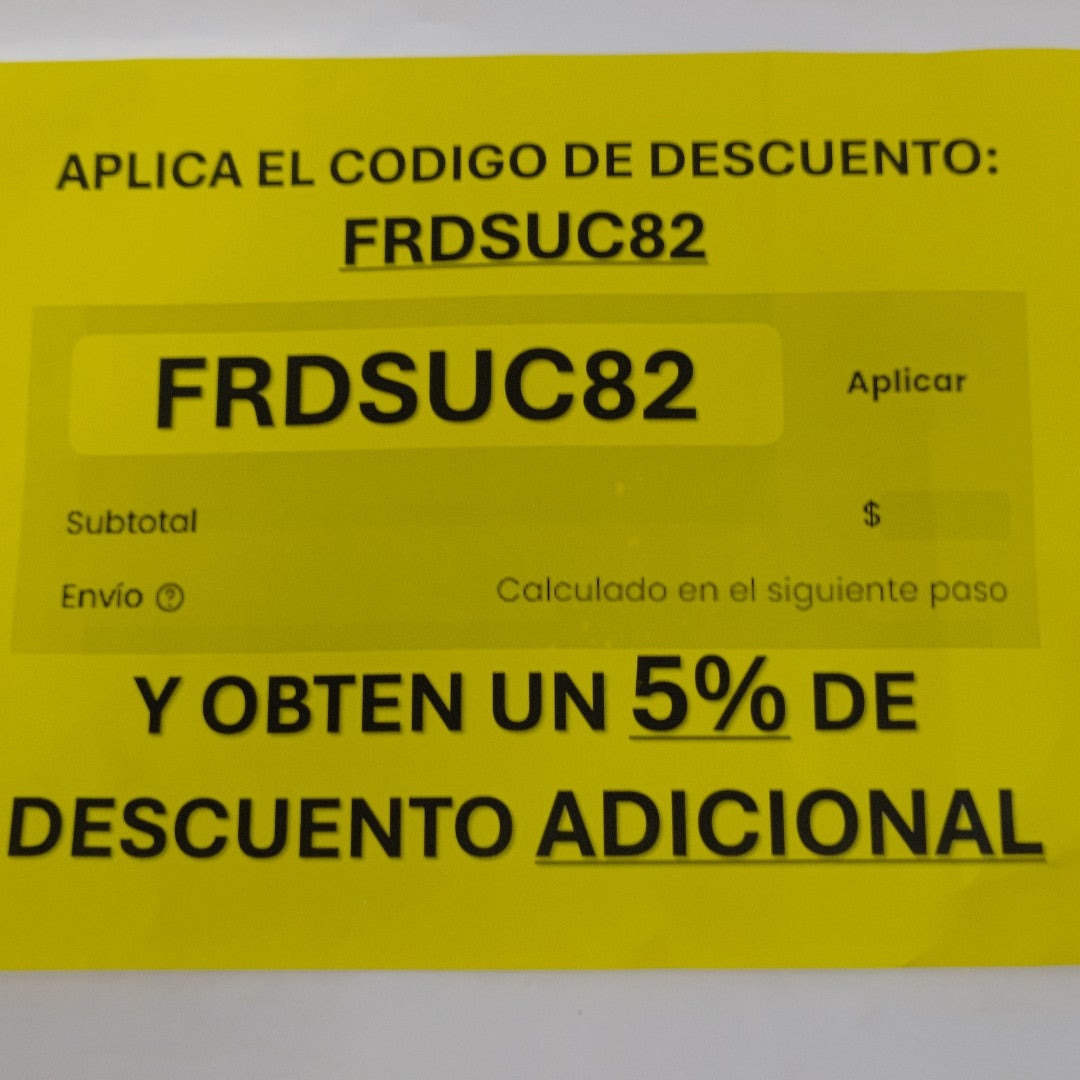 APLICA EL CODIGO DE DESCUENTO:
FRDSUC82
FRDSUC82
Aplicar
Subtotal $
Envío ?
Calculado en el siguiente paso
Y OBTEN UN 5% DE
DESCUENTO ADICIONAL